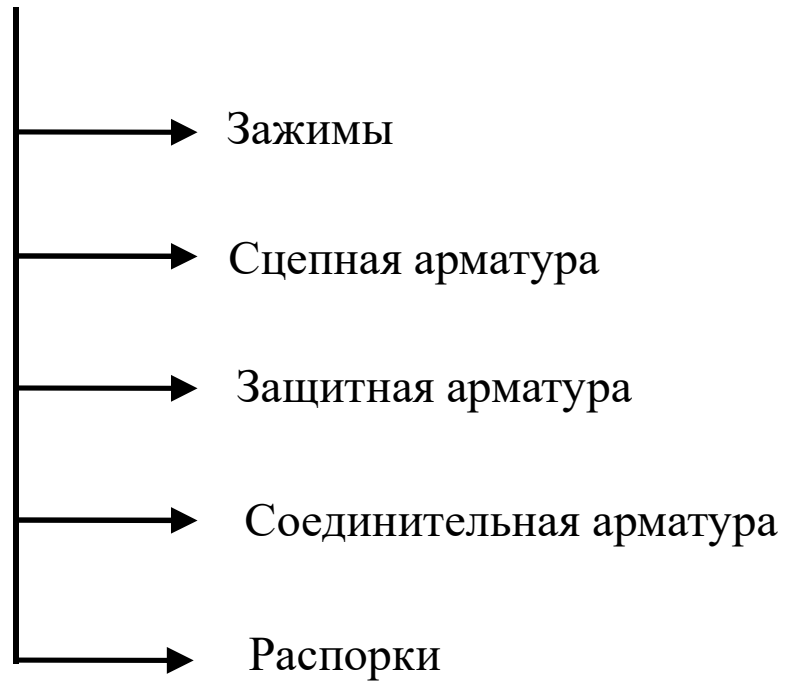 Зажимы
Сцепная арматура
Защитная арматура
Соединительная арматура
Распорки